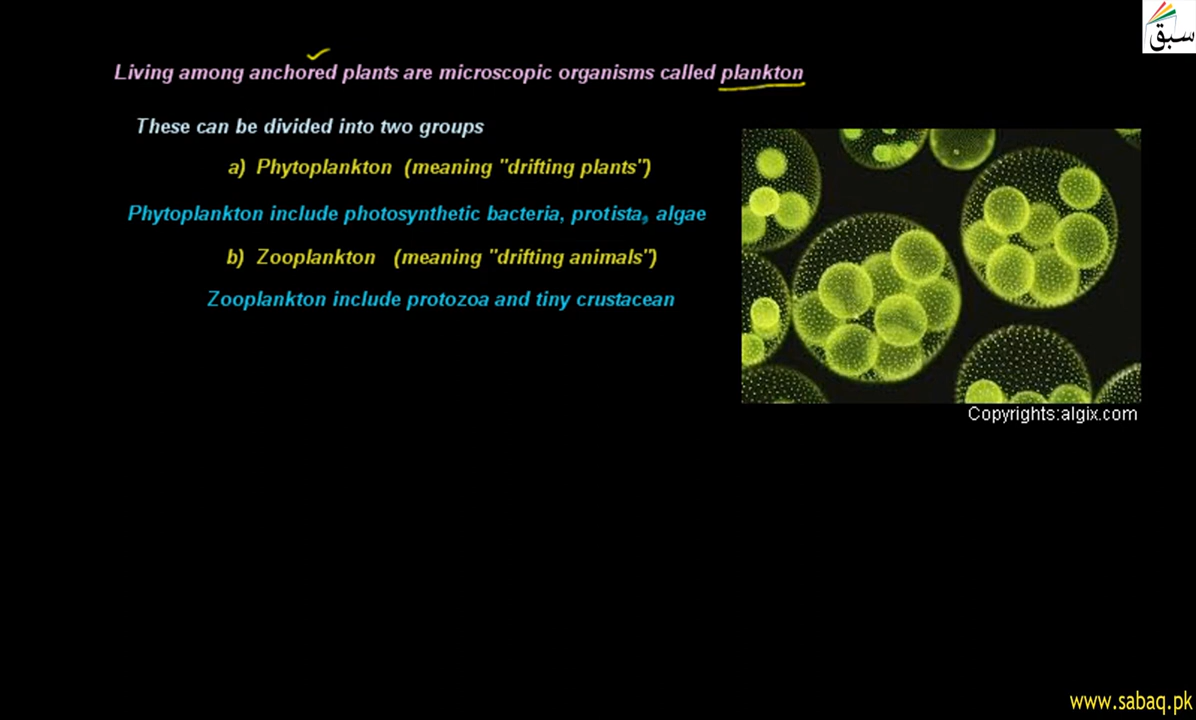 سبق
Living among anchored plants are microscopic organisms called plankton
These can be divided into two groups
a) Phytoplankton (meaning "drifting plants")
Phytoplankton include photosynthetic bacteria, protista, algae
b) Zooplankton (meaning "drifting animals")
Zooplankton include protozoa and tiny crustacean
Copyrights:algix.com
www.sabaq.pk